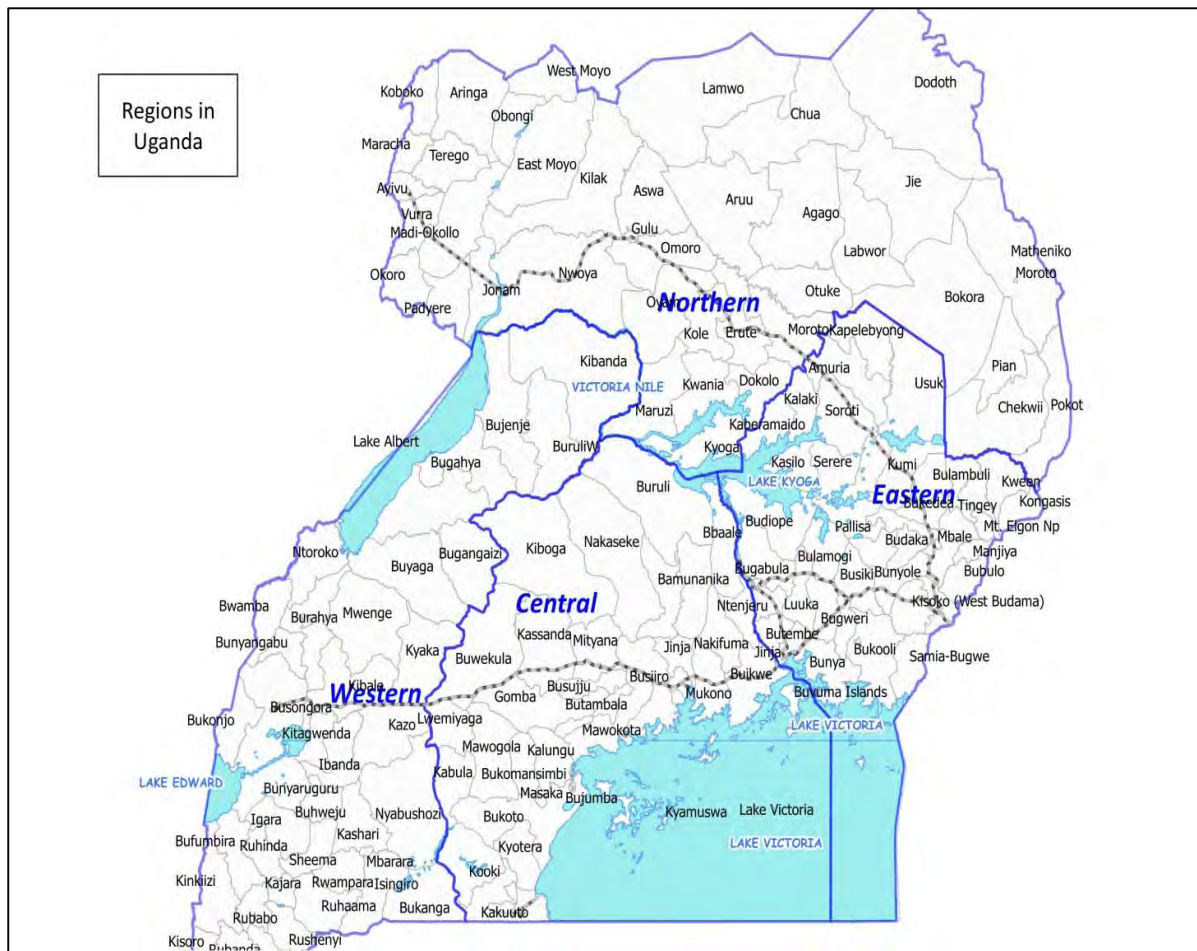 Regions in
Uganda
West Moyo
Dodoth
Koboko
Aringa
Lamwo
Obongi
Chua
Maracha
Terego
East Moyo
Kilak
Jie
Ayivu
Aswa
Aruu
Agago
Vurra
Madi-Okollo
Gulu
Omoro
Labwor
Matheniko
Moroto
Okoro
Nwoya
Jonam
Otuke
Bokora
Padyere
Oyam
Northern
Kole
Erute
Moroto
Kapelebyong
Kibanda
Amuria
Pian
VICTORIA NILE
Kwania
Dokolo
Usuk
Kalaki
Chekwii
Pokot
Maruzi
Soroti
Kaberamaido
Bujenje
Lake Albert
BuruliW
Kyoga
Bugahya
Kasilo
Serere
Kumi
Bulambuli
Kween
Buruli
LAKE KYOGA
Eastern
Kongasis
Bukedea
Tingey
Ntoroko
Bugangaizi
Kiboga
Nakaseke
Bbaale
Budiope
Pallisa
Mt. Elgon Np
Budaka
Mbale
Manjiya
Buyaga
Bulamogi
Bugabula
Busiki
Bunyole
Bubulo
Bamunanika
Bwamba
Burahya
Mwenge
Central
Ntenjeru
Luuka
Kisoko (West Budama)
Bugweri
Bunyangabu
Kassanda
Mityana
Butembe
Kyaka
Buwekula
Jinja
Nakifuma
Jinja
Bukooli
Samia-Bugwe
Bunya
Kibale
Western
Busiiro
Buikwe
Busujju
Mukono
Buvuma Islands
Gomba
Butambala
Busongora
Bukonjo
Kazo
Lweniyaga
Mawokota
LAKE VICTORIA
Kitagwenda
Mawogola
Kalungu
Ibanda
Kabula
Bukomansimbi
LAKE EDWARD
Bunyaruguru
Masaka
Bujumba
Buhweju
Nyabushozi
Bukoto
Kyamuswa
Lake Victoria
Igara
Kashari
Bufumbira
Ruhinda
Kyotera
LAKE VICTORIA
Sheema
Mbarara
Kooki
Kinkiizi
Kajara
Rwampara
Isingiro
Ruhaama
Bukanga
Kakuuto
Rubabo
Kisoro
Rushenyi
Rubanda